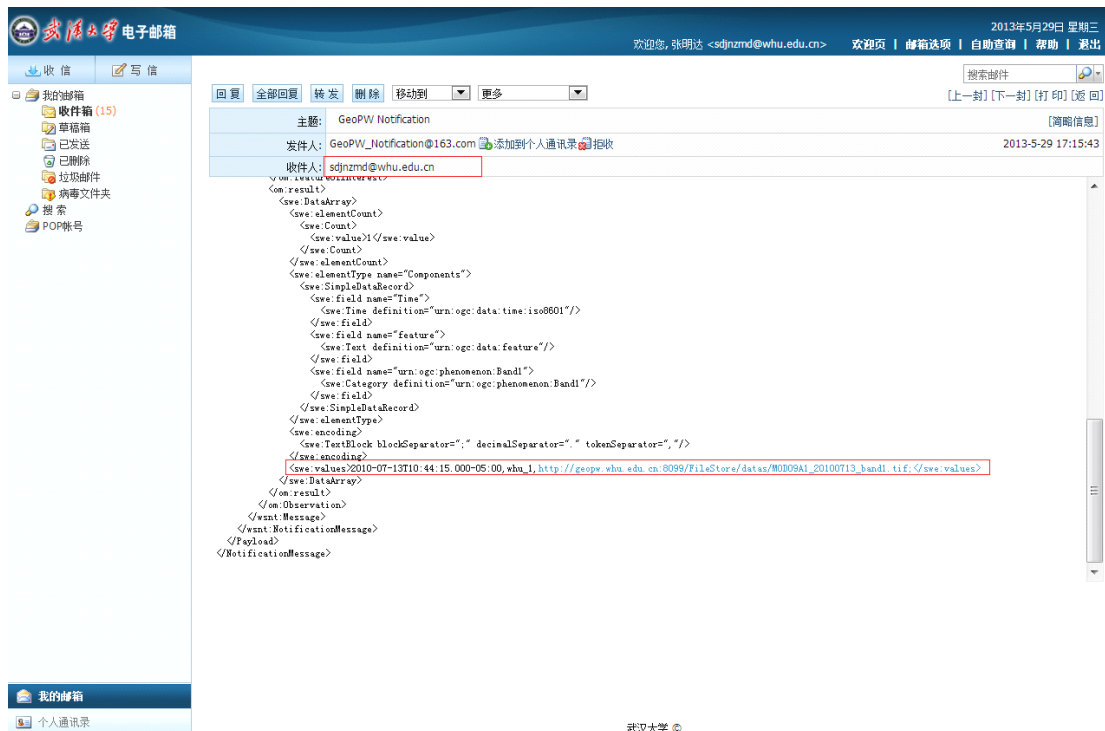 武汉大学 电子邮箱
2013年5月29日 星期三
欢迎您, 张明达 <sdjnzmd@whu.edu.cn>
欢迎页 | 邮箱选项 | 自助查询 | 帮助 | 退出
收 信
写 信
我的邮箱
收件箱 (15)
草稿箱
已发送
已删除
垃圾邮件
病毒文件夹
搜 索
POP帐号
搜索邮件
回 复 全部回复 转 发 删 除 移动到 更多
[上一封] [下一封] [打 印] [返 回]
主题: GeoPW Notification
[简略信息]
发件人: GeoPW_Notification@163.com 添加到个人通讯录 拒收
2013-5-29 17:15:43
收件人: sdjnzmd@whu.edu.cn
</om:featureOfInterest>
<om:result>
<swe:DataArray>
<swe:elementCount>
<swe:Count>
<swe:value>1</swe:value>
</swe:Count>
</swe:elementCount>
<swe:elementType name="Components">
<swe:SimpleDataRecord>
<swe:field name="Time">
<swe:Time definition="urn:ogc:data:time:iso8601"/>
</swe:field>
<swe:field name="feature">
<swe:Text definition="urn:ogc:data:feature"/>
</swe:field>
<swe:field name="urn:ogc:phenomenon:Band1">
<swe:Category definition="urn:ogc:phenomenon:Band1"/>
</swe:field>
</swe:SimpleDataRecord>
</swe:elementType>
<swe:encoding>
<swe:TextBlock blockSeparator=";" decimalSeparator="." tokenSeparator=","/>
</swe:encoding>
<swe:values>2010-07-13T10:44:15.000-05:00,whu_1,http://geopw.whu.edu.cn:8099/FileStore/datas/MOD09A1_20100713_band1.tif;</swe:values>
</swe:DataArray>
</om:result>
</om:Observation>
</wsnt:Message>
</wsnt:NotificationMessage>
</Payload>
</NotificationMessage>
我的邮箱
个人通讯录
武汉大学 ©